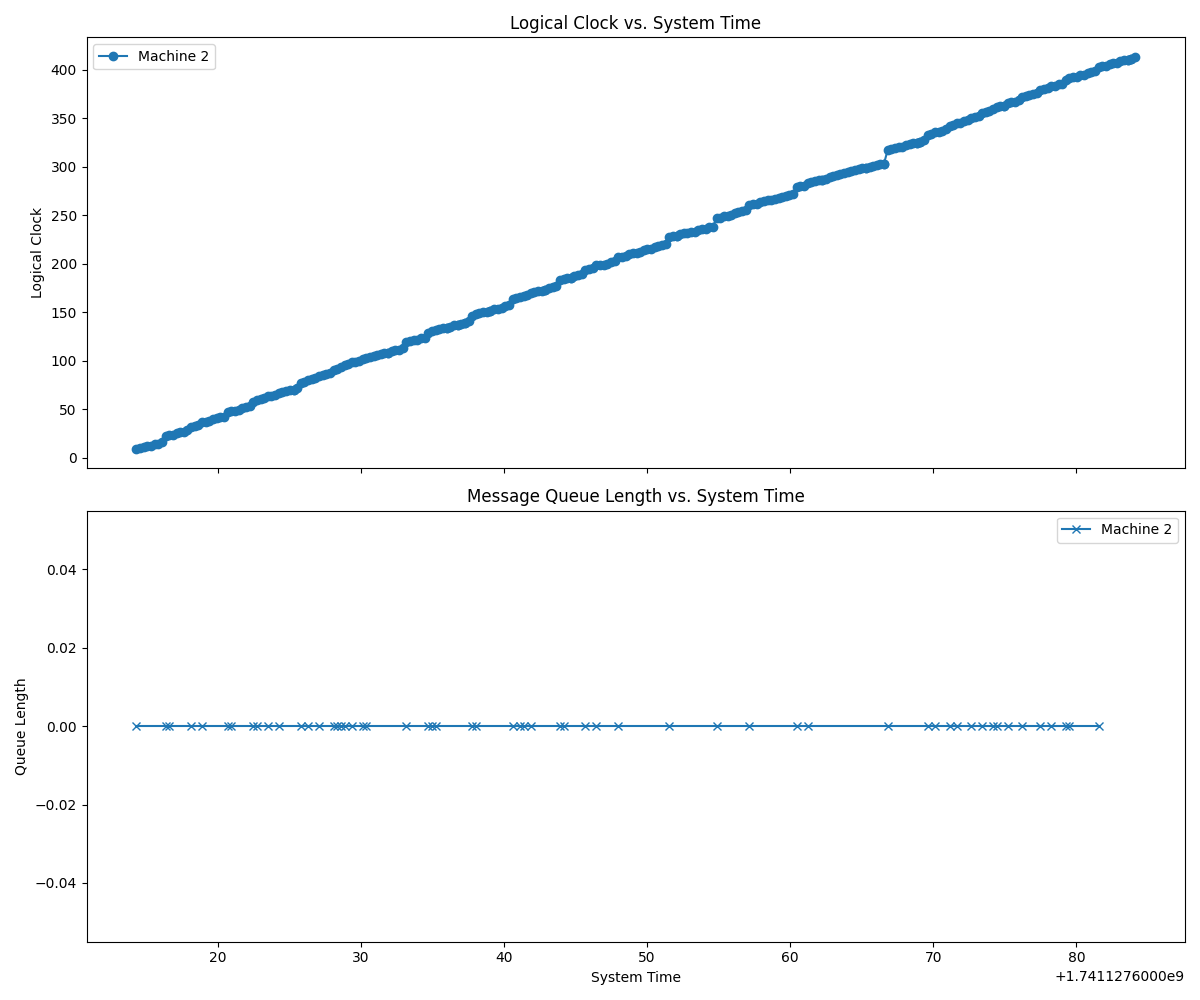 Logical Clock vs. System Time
Machine 2
400
350
300
250
200
150
100
50
0
Logical Clock
Message Queue Length vs. System Time
Machine 2
0.04
0.02
0.00
−0.02
−0.04
Queue Length
20 30 40 50 60 70 80
System Time
+1.7411276000e9